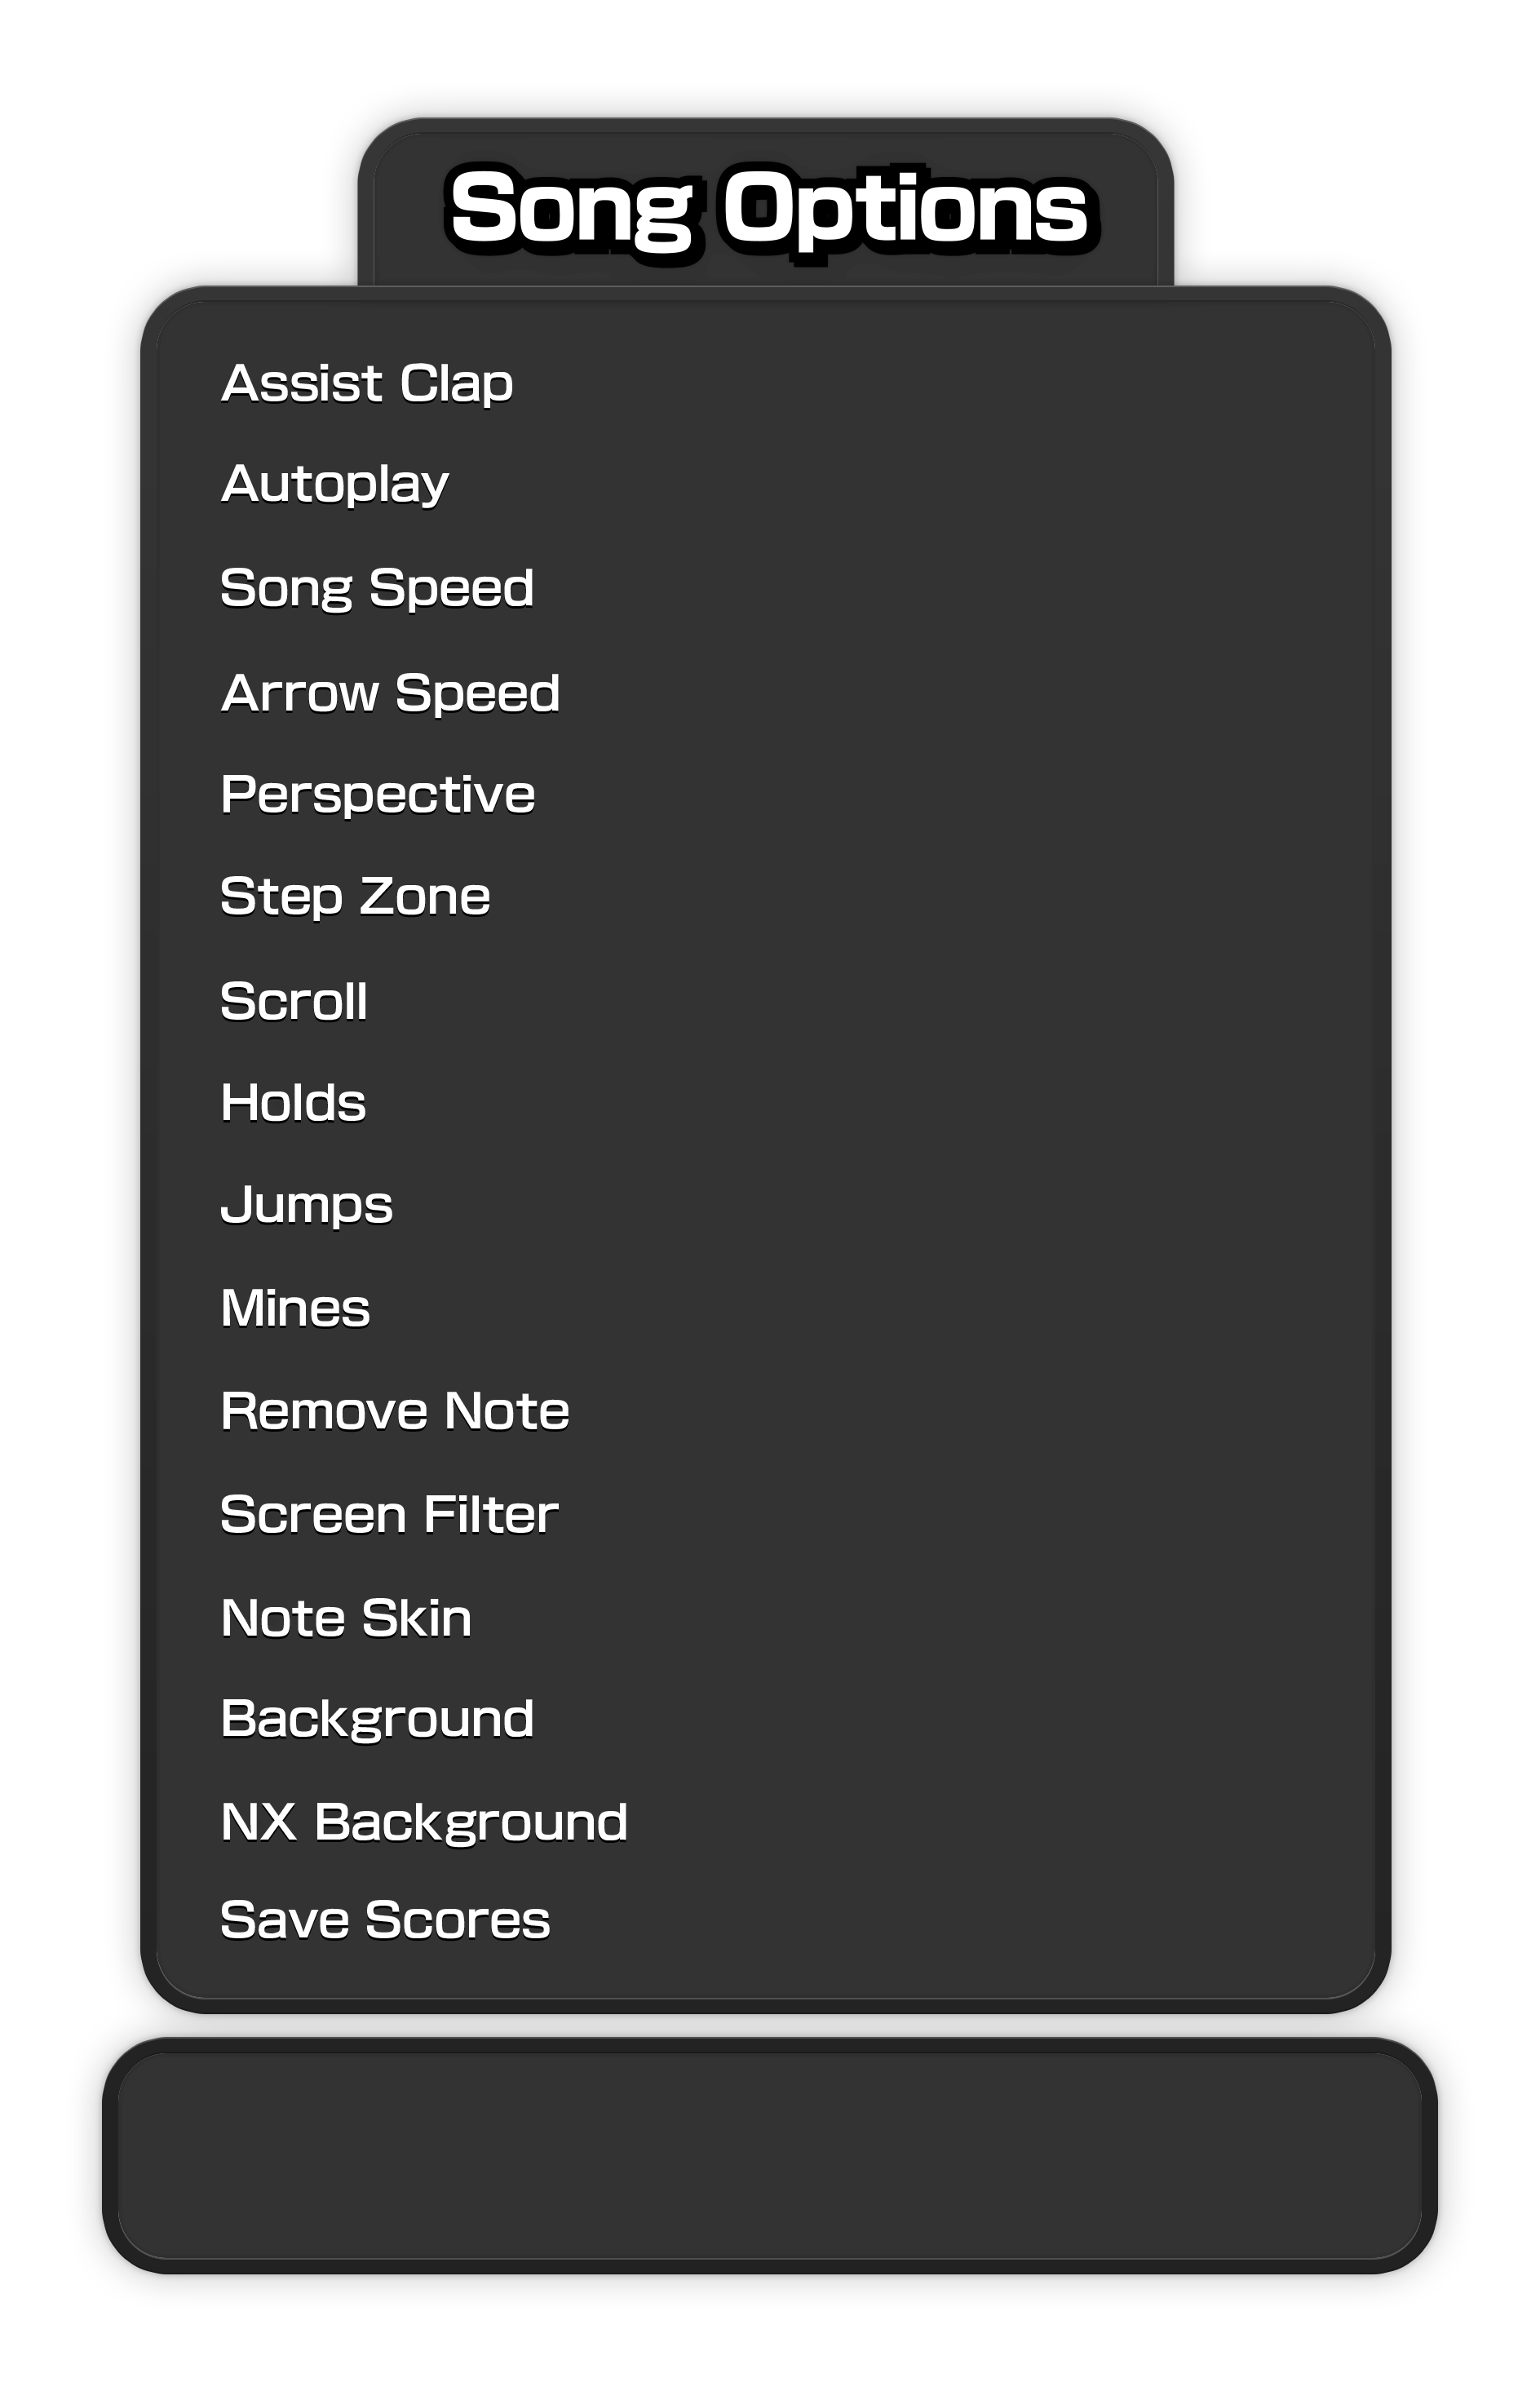 Song Options
Assist Clap
Autoplay
Song Speed
Arrow Speed
Perspective
Step Zone
Scroll
Holds
Jumps
Mines
Remove Note
Screen Filter
Note Skin
Background
NX Background
Save Scores